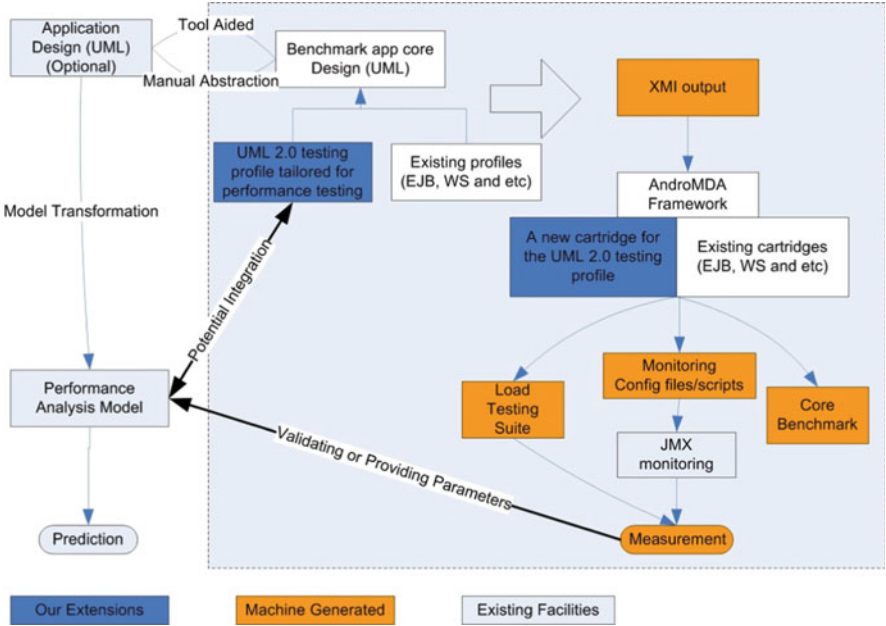 Application
Design (UML)
(Optional)
Tool Aided
Manual Abstraction
Benchmark app core
Design (UML)
XMI output
UML 2.0 testing
profile tailored for
performance testing
Existing profiles
(EJB, WS and etc)
AndroMDA
Framework
A new cartridge for
the UML 2.0 testing
profile
Existing cartridges
(EJB, WS and etc)
Model Transformation
Potential Integration
Performance
Analysis Model
Load
Testing
Suite
Monitoring
Config files/scripts
Core
Benchmark
JMX
monitoring
Validating or Providing Parameters
Prediction
Measurement
Our Extensions
Machine Generated
Existing Facilities